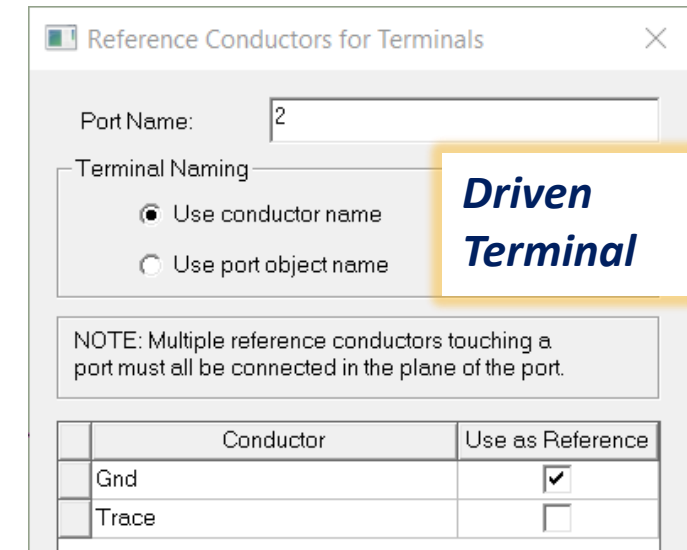 Reference Conductors for Terminals
Port Name: 2
Terminal Naming
Use conductor name
Use port object name
Driven
Terminal
NOTE: Multiple reference conductors touching a
port must all be connected in the plane of the port.
Conductor Use as Reference
Gnd
Trace